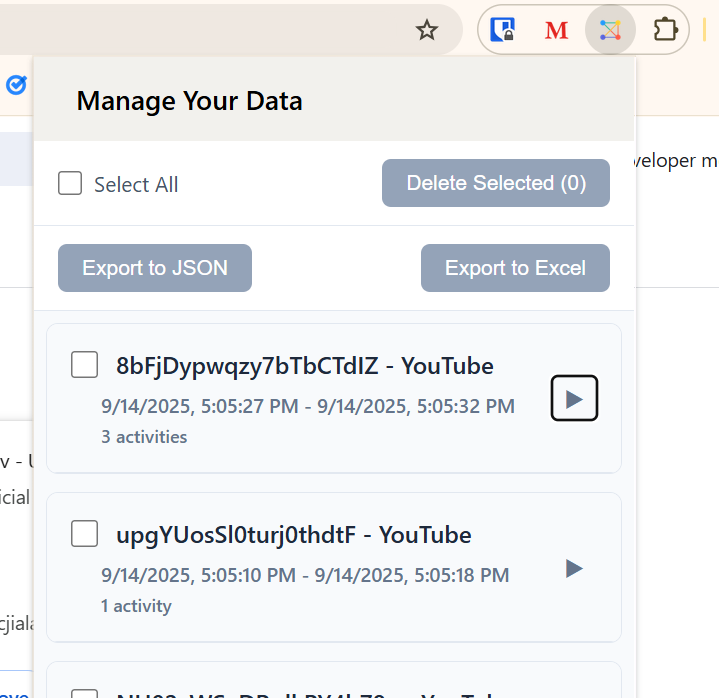 M
Manage Your Data
Select All
Delete Selected (0)
veloper m
Export to JSON
Export to Excel
8bFjDypwqzy7bTbCTdIZ - YouTube
9/14/2025, 5:05:27 PM - 9/14/2025, 5:05:32 PM
3 activities
v - U
icial
upgYUosSl0turj0thdtF - YouTube
9/14/2025, 5:05:10 PM - 9/14/2025, 5:05:18 PM
1 activity
cjiala